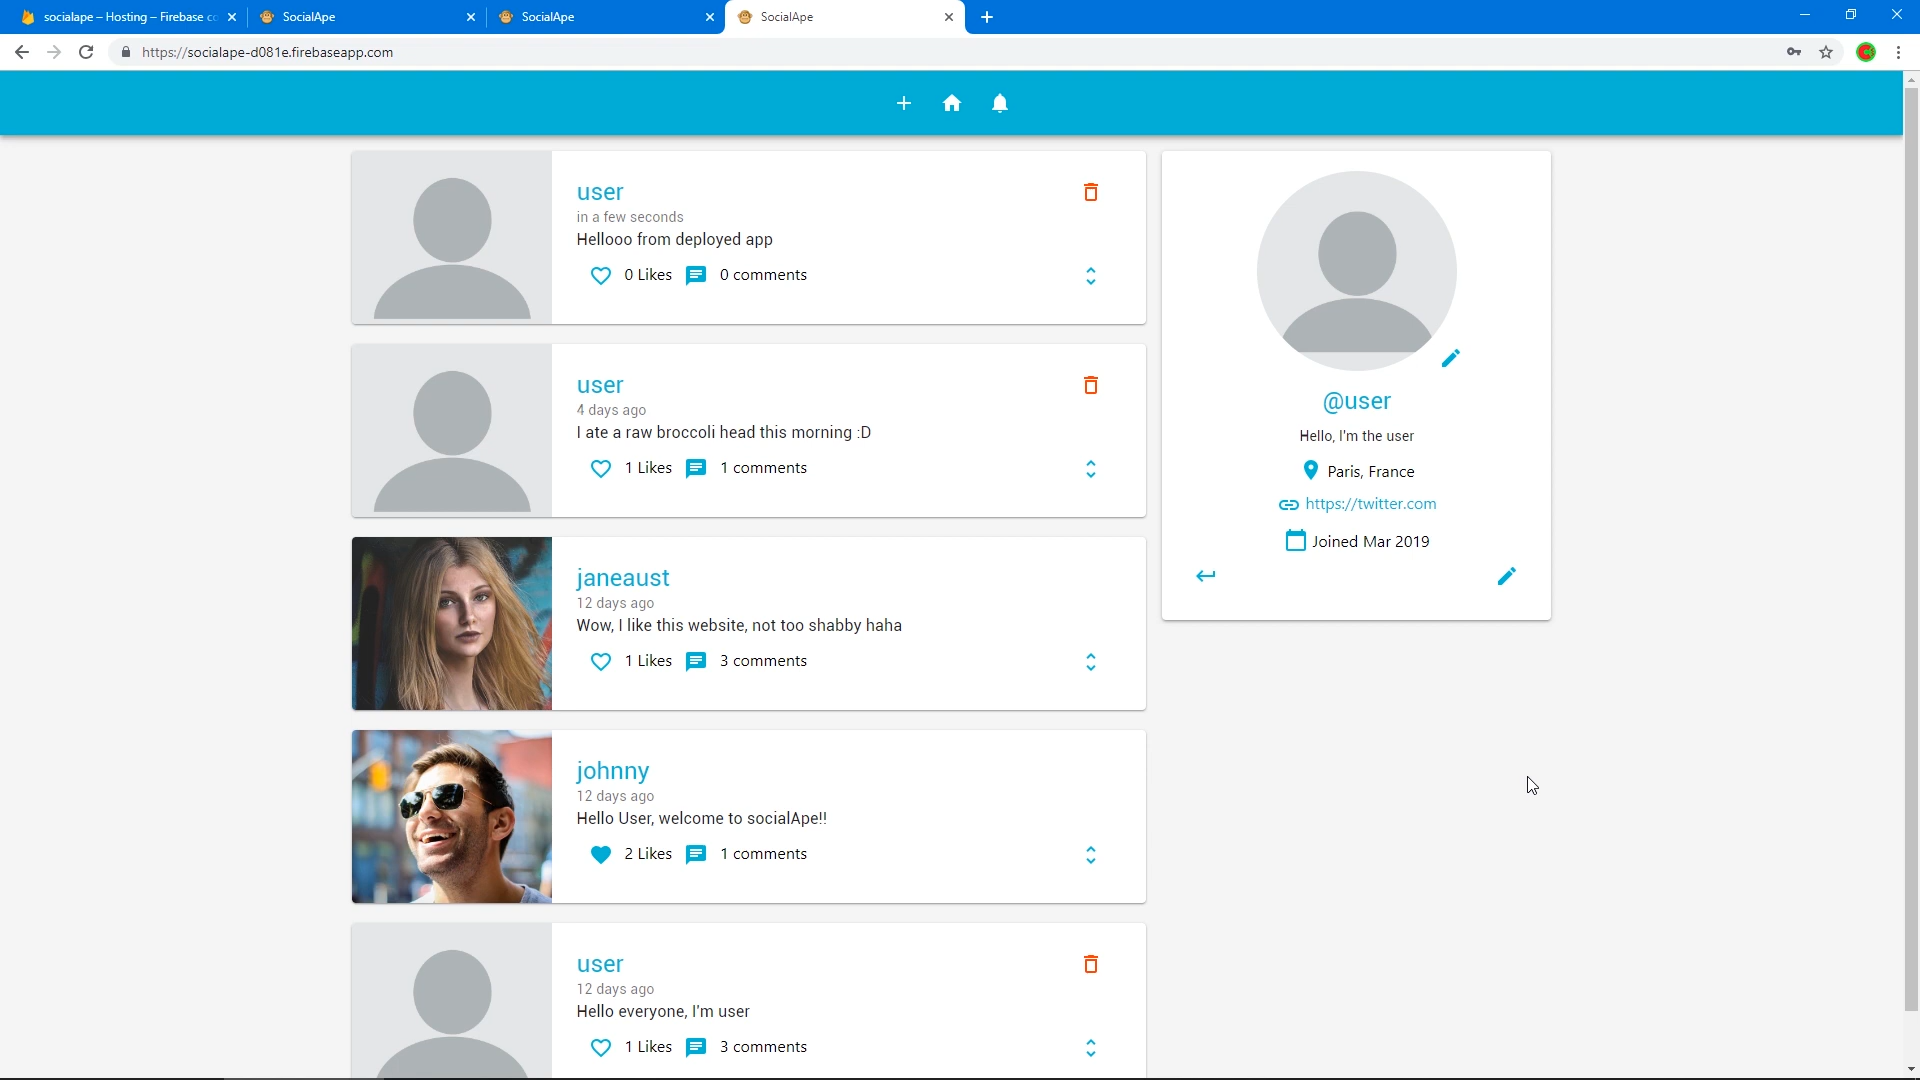 socialape – Hosting – Firebase co
SocialApe
SocialApe
SocialApe
https://socialape-d081e.firebaseapp.com
user
in a few seconds
Hellooo from deployed app
0 Likes 0 comments
user
4 days ago
I ate a raw broccoli head this morning :D
1 Likes 1 comments
janeaust
12 days ago
Wow, I like this website, not too shabby haha
1 Likes 3 comments
johnny
12 days ago
Hello User, welcome to socialApe!!
2 Likes 1 comments
user
12 days ago
Hello everyone, I'm user
1 Likes 3 comments
@user
Hello, I'm the user
Paris, France
https://twitter.com
Joined Mar 2019